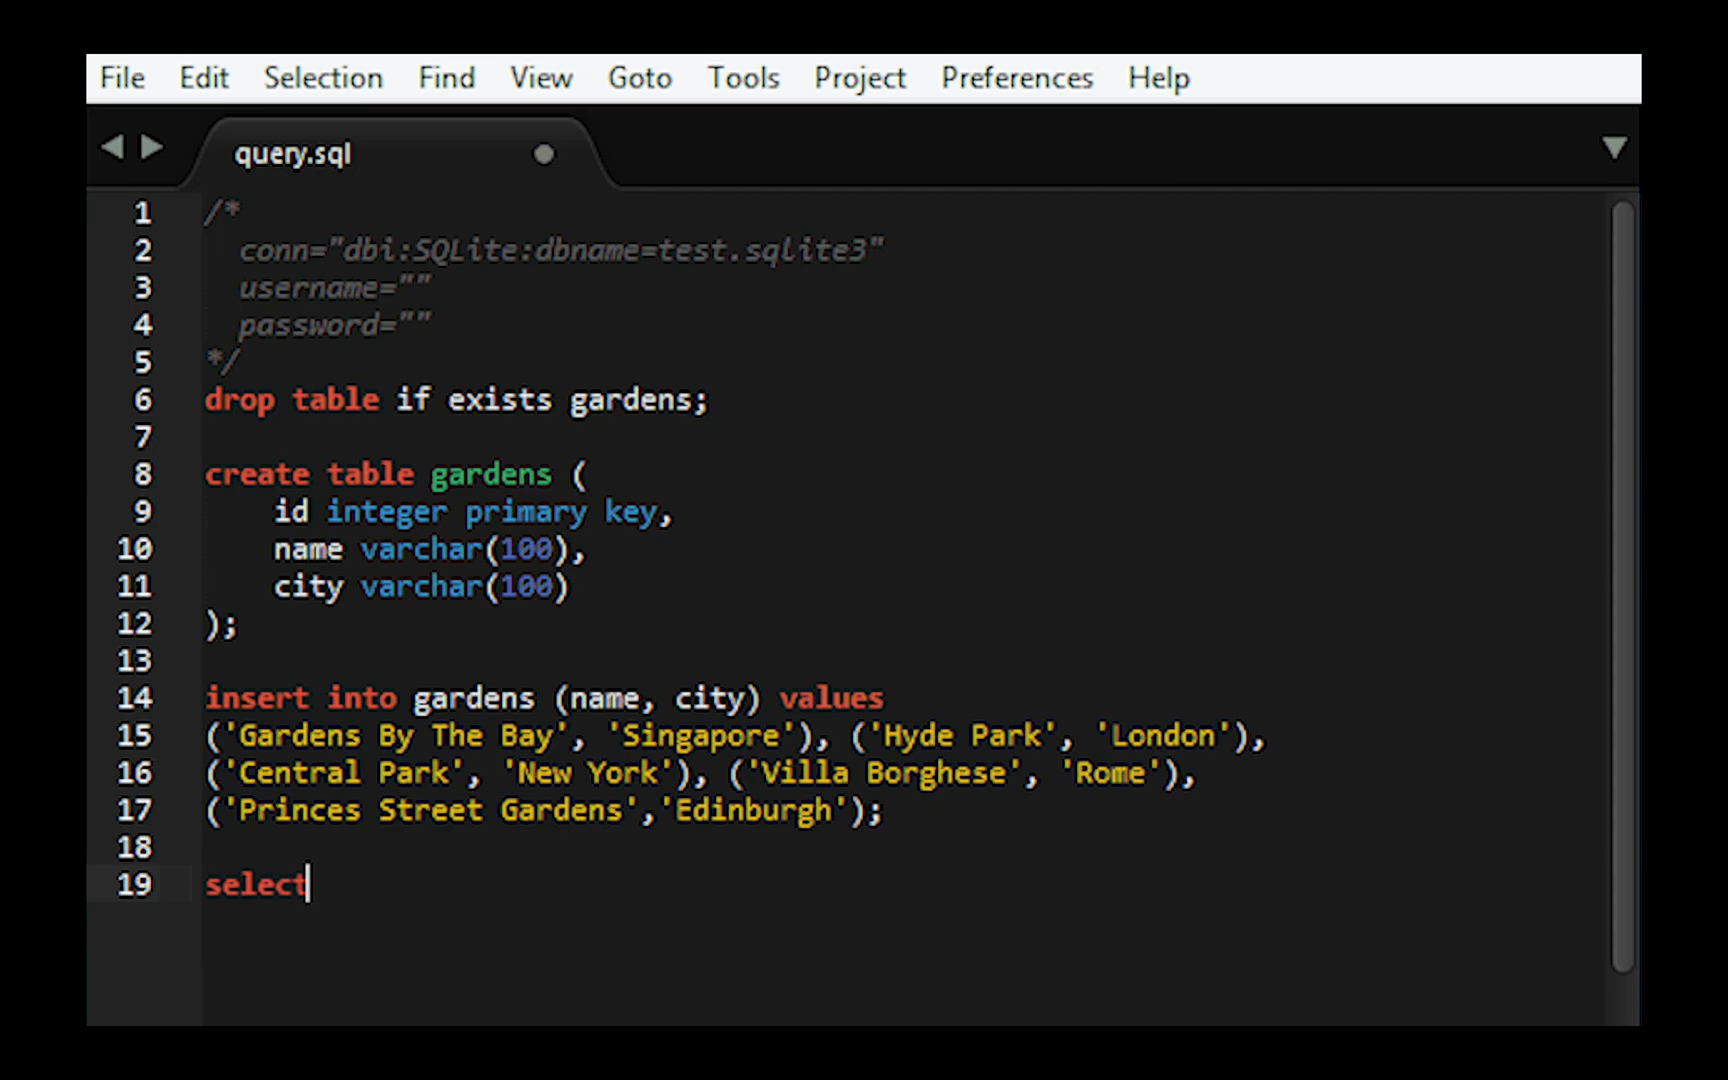 File Edit Selection Find View Goto Tools Project Preferences Help
query.sql
1 /*
2   conn="dbi:SQLite:dbname=test.sqlite3"
3   username=""
4   password=""
5 */
6 drop table if exists gardens;
7
8 create table gardens (
9     id integer primary key,
10     name varchar(100),
11     city varchar(100)
12 );
13
14 insert into gardens (name, city) values
15 ('Gardens By The Bay', 'Singapore'), ('Hyde Park', 'London'),
16 ('Central Park', 'New York'), ('Villa Borghese', 'Rome'),
17 ('Princes Street Gardens','Edinburgh');
18
19 select